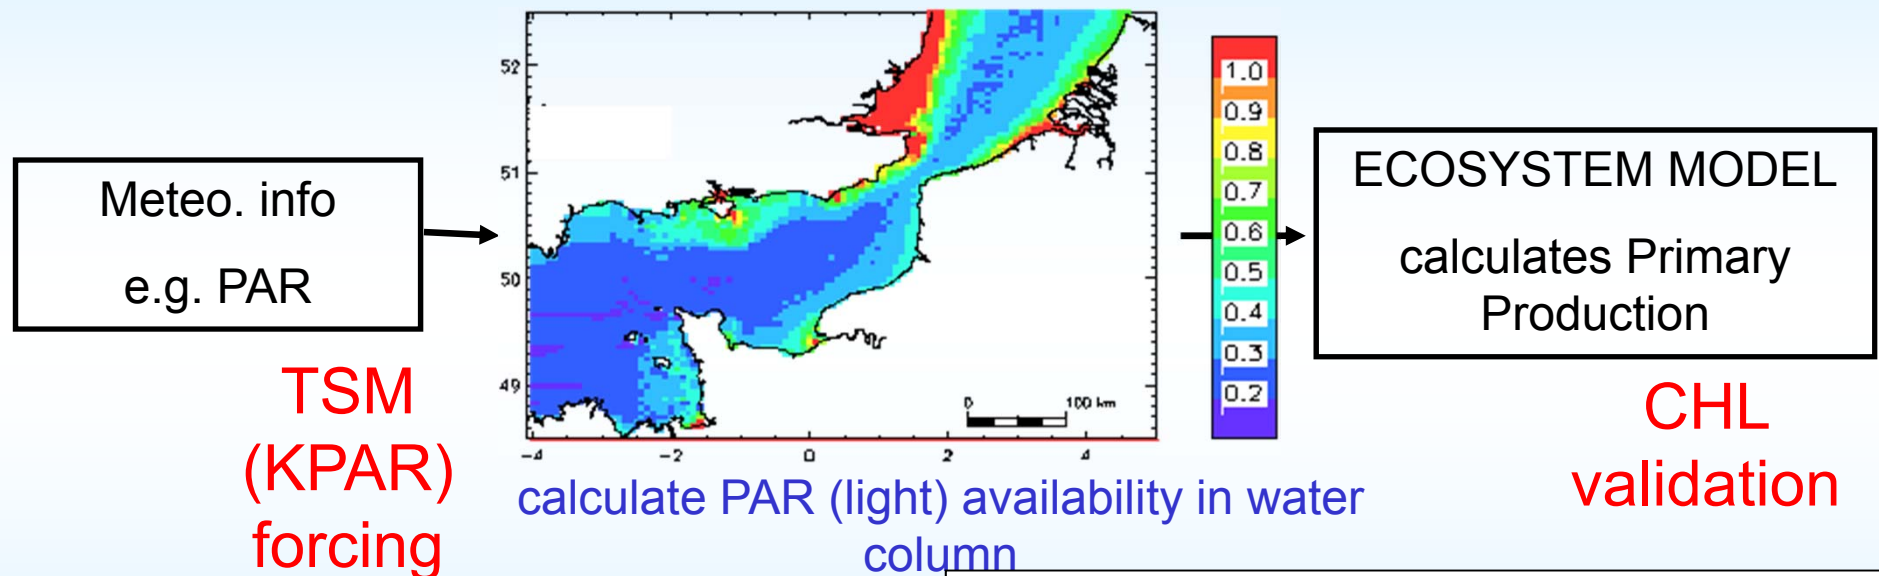 Meteo. info
e.g. PAR
TSM
(KPAR)
forcing
52
51
50
49
-4
-2
0
2
4
0
100 km
calculate PAR (light) availability in water
column
1.0
0.9
0.8
0.7
0.6
0.5
0.4
0.3
0.2
ECOSYSTEM MODEL
calculates Primary
Production
CHL
validation